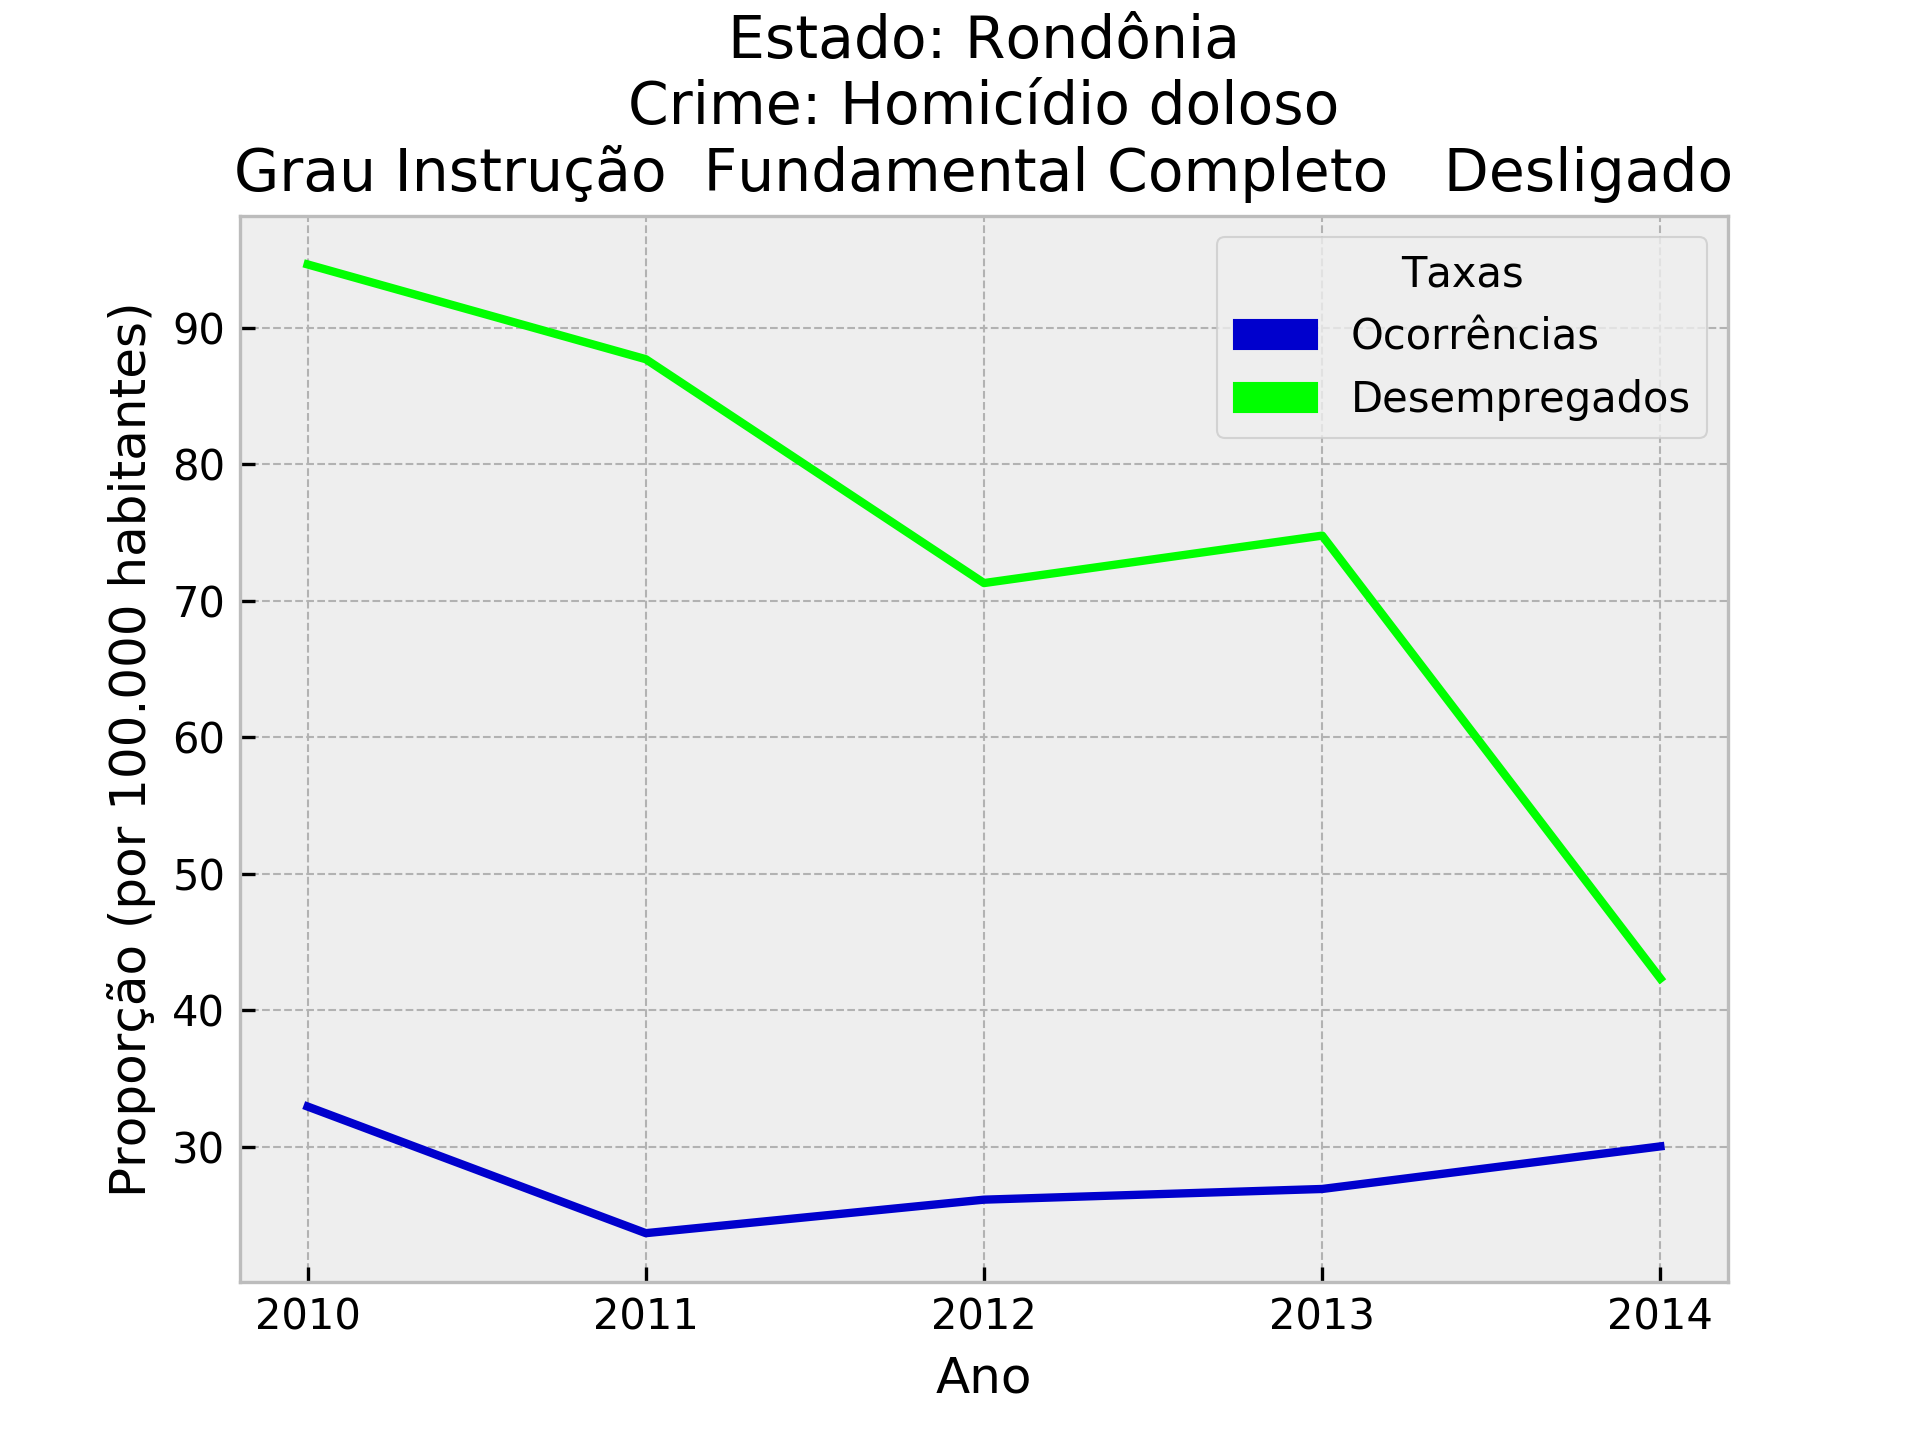 Estado: Rondônia
Crime: Homicídio doloso
Grau Instrução  Fundamental Completo   Desligado
Taxas
Ocorrências
Desempregados
Proporção (por 100.000 habitantes)
90
80
70
60
50
40
30
2010 2011 2012 2013 2014
Ano